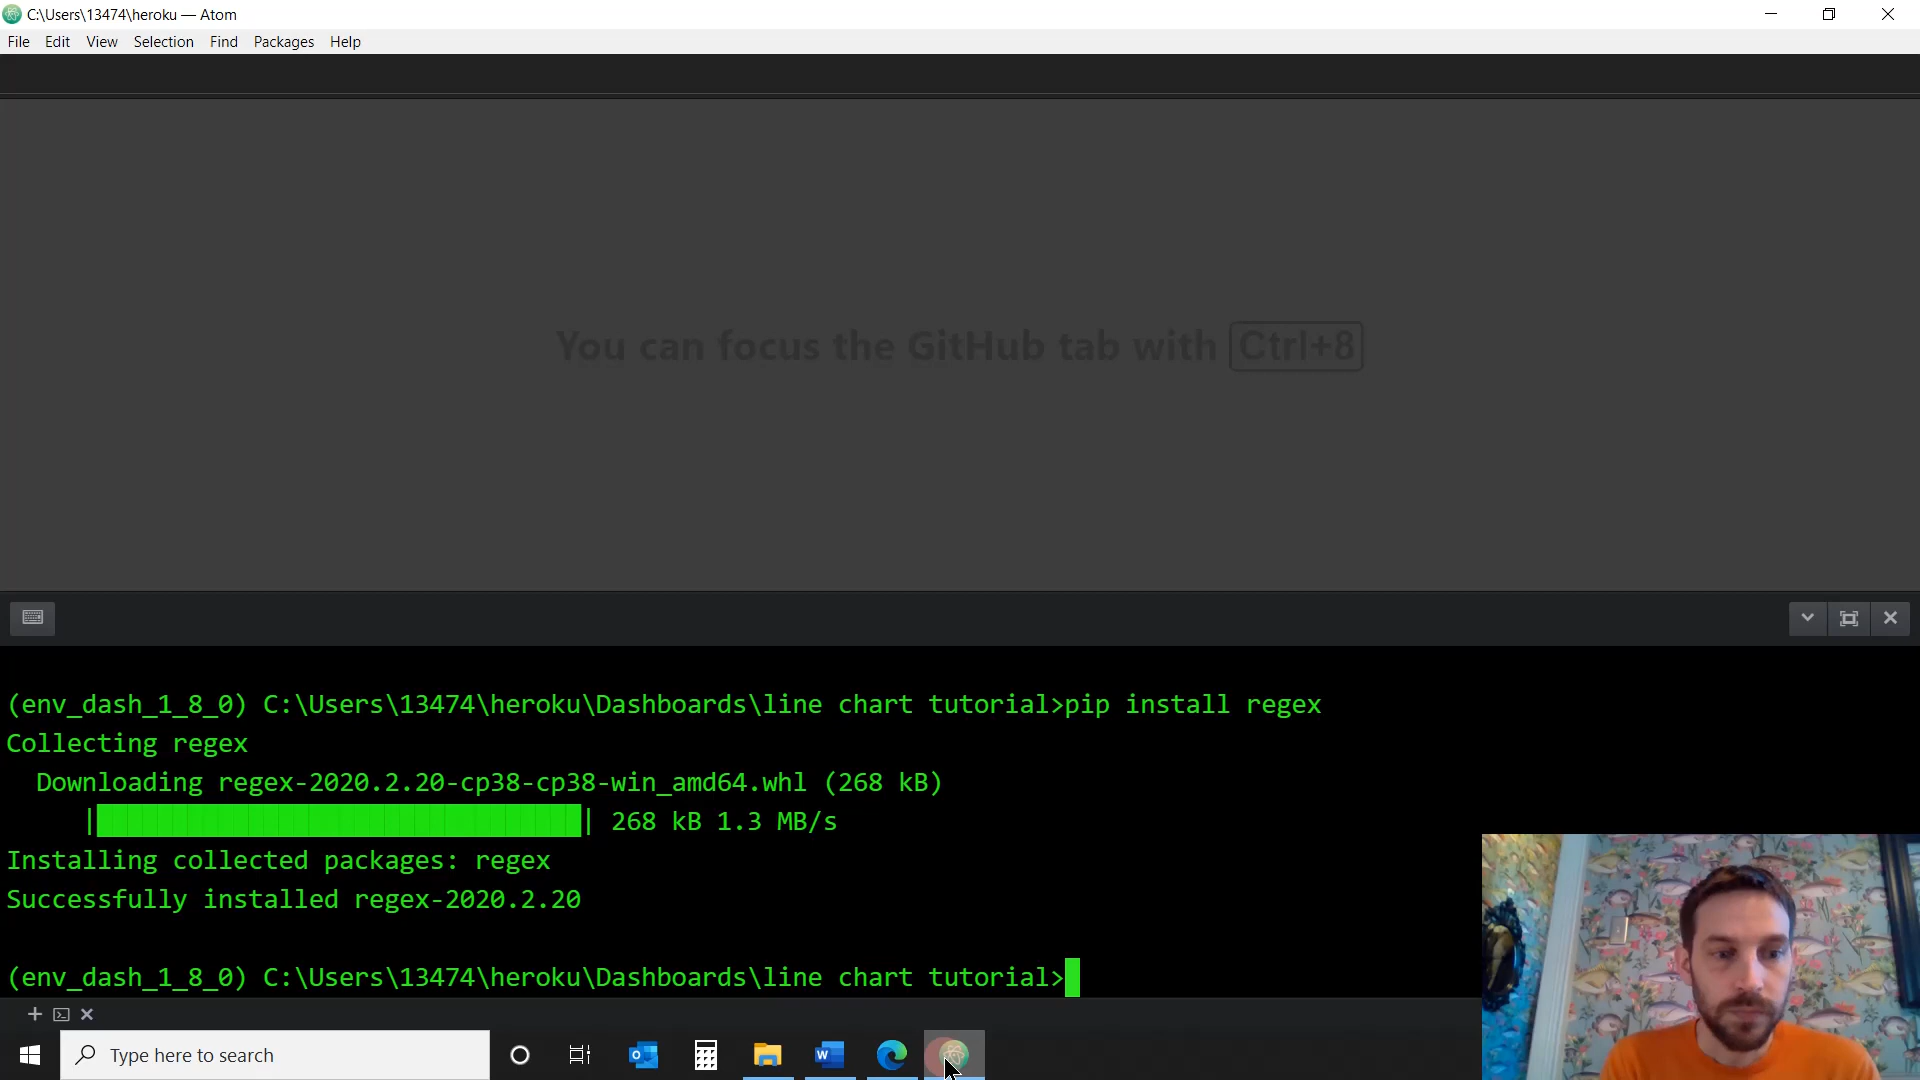 C:\Users\13474\heroku — Atom
File Edit View Selection Find Packages Help
You can focus the GitHub tab with Ctrl+8
(env_dash_1_8_0) C:\Users\13474\heroku\Dashboards\line chart tutorial>pip install regex
Collecting regex
Downloading regex-2020.2.20-cp38-cp38-win_amd64.whl (268 kB)
| | 268 kB 1.3 MB/s
Installing collected packages: regex
Successfully installed regex-2020.2.20
(env_dash_1_8_0) C:\Users\13474\heroku\Dashboards\line chart tutorial>
Type here to search